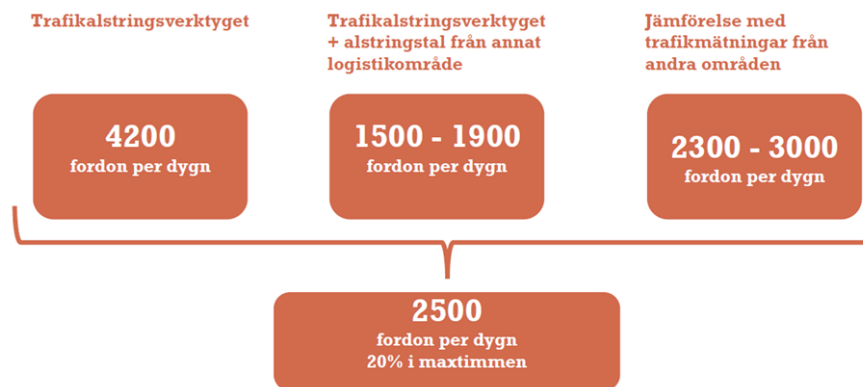 Trafikalstringsverktyget
4200
fordon per dygn
Trafikalstringsverktyget
+ alstringstal från annat
logistikområde
1500 - 1900
fordon per dygn
Jämförelse med
trafikmätningar från
andra områden
2300 - 3000
fordon per dygn
2500
fordon per dygn
20% i maxtimmen